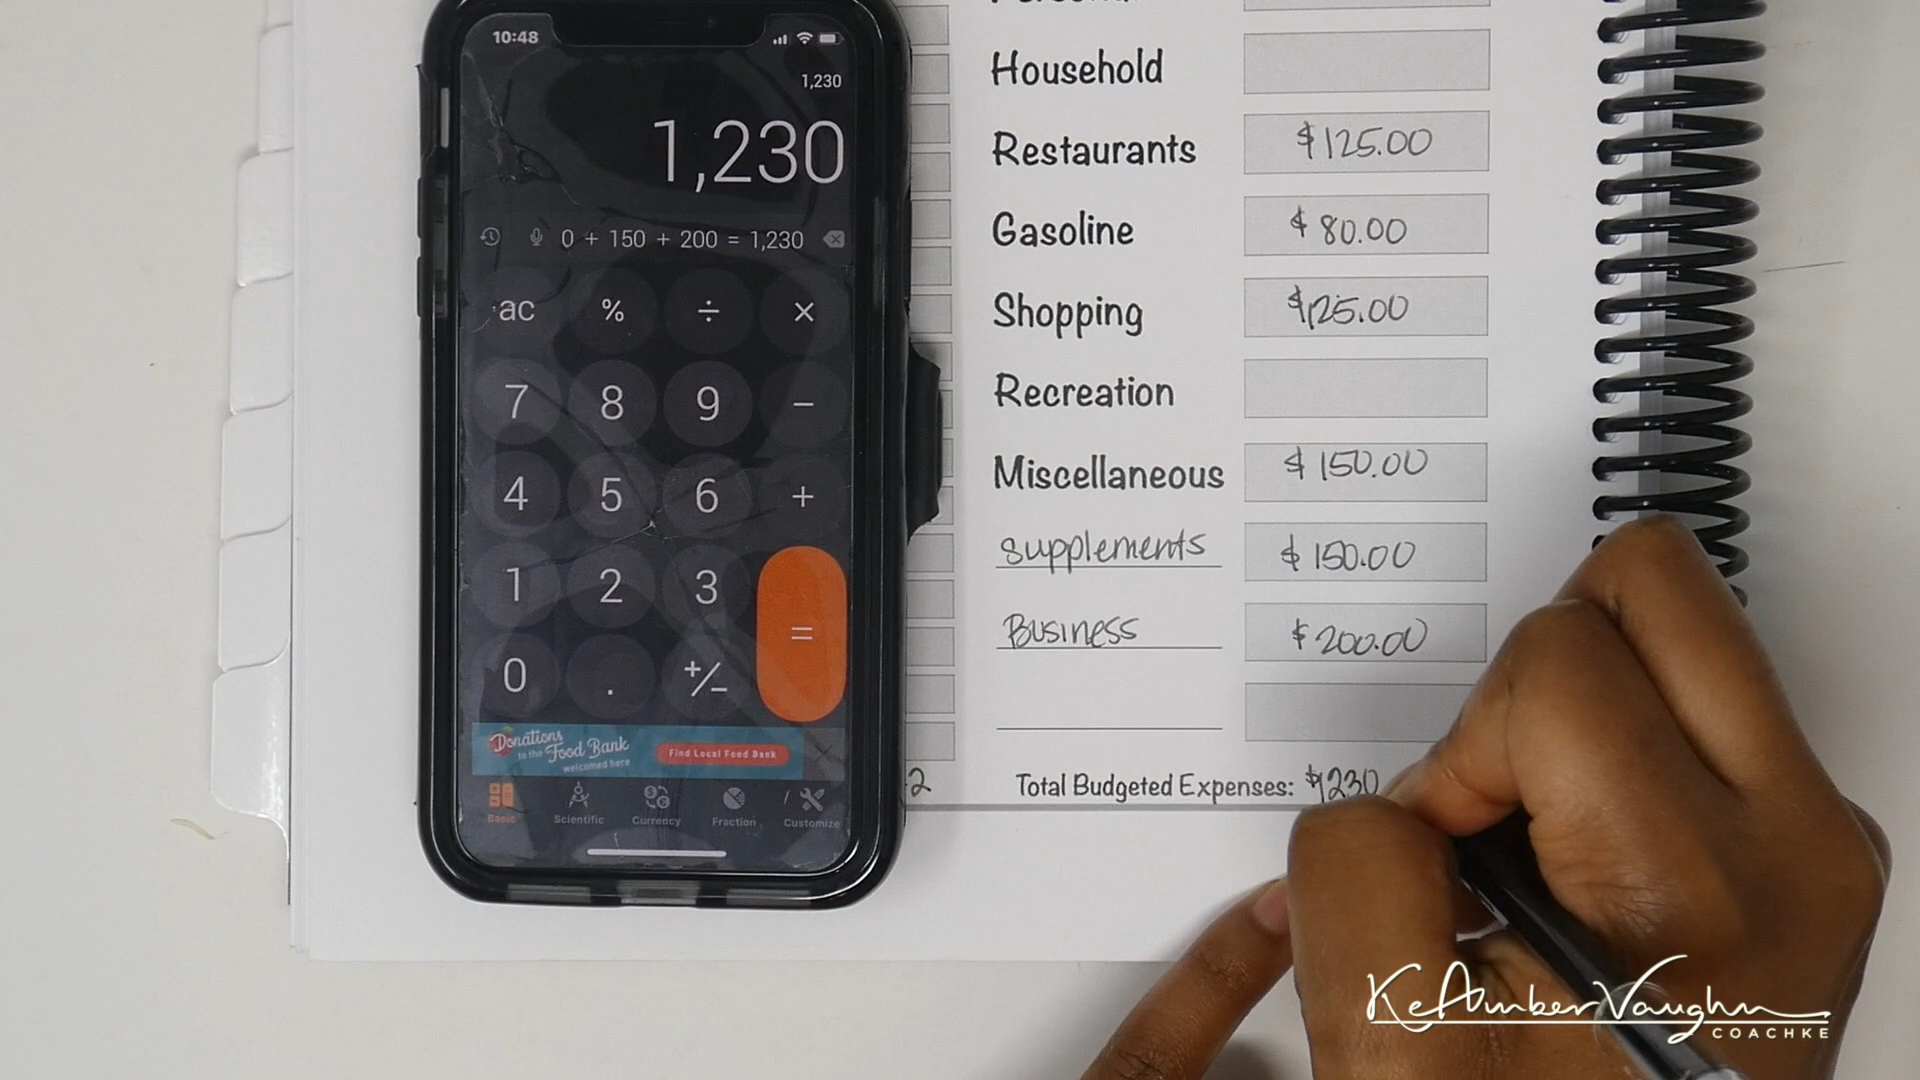 10:48
1,230
1,230
0 + 150 + 200 = 1,230
ac % ÷ ×
7 8 9 −
4 5 6 +
1 2 3
=
0 . +/−
Donations
to the Food Bank
welcomed here
Find Local Food Bank
Basic Scientific Currency Fraction Customize
Household
Restaurants $125.00
Gasoline $80.00
Shopping $125.00
Recreation
Miscellaneous $150.00
supplements $150.00
Business $200.00
2
Total Budgeted Expenses: $1230
KeAmber Vaughn
COACHKE